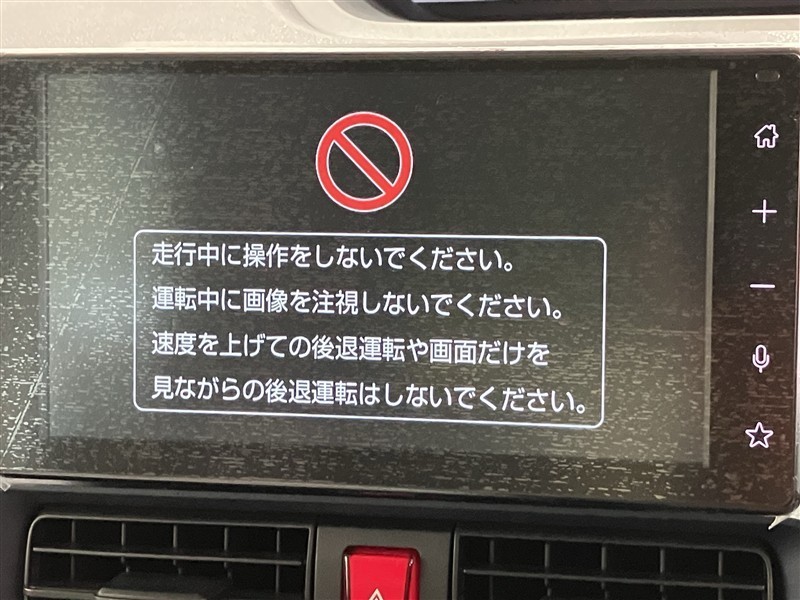 走行中に操作をしないでください。
運転中に画像を注視しないでください。
速度を上げての後退運転や画面だけを
見ながらの後退運転はしないでください。